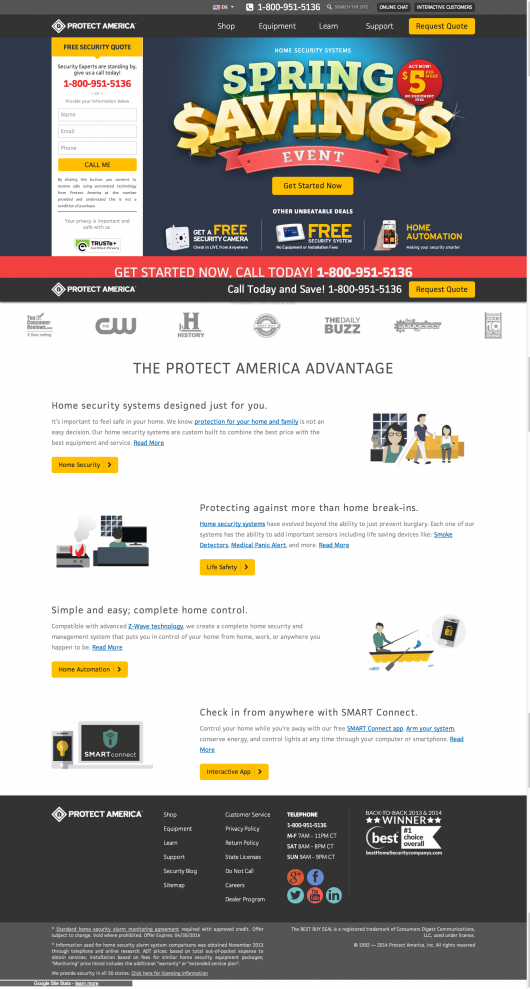 EN
1-800-951-5136
SEARCH THE SITE
ONLINE CHAT
INTERACTIVE CUSTOMERS
PROTECT AMERICA
Shop
Equipment
Learn
Support
Request Quote
FREE SECURITY QUOTE
Security Experts are standing by,
give us a call today!
1-800-951-5136
- or -
Provide your information below
Name
Email
Phone
CALL ME
By clicking this button, you consent to
receive calls using automated technology
from Protect America at the number
provided and understand this is not a
condition of purchase.
Your privacy is important and
safe with us.
TRUSTe
HOME SECURITY SYSTEMS
SPRING
$AVING$
EVENT
ACT NOW!
$5 PER WEEK
NO EQUIPMENT
FEES
Get Started Now
OTHER UNBEATABLE DEALS
GET A FREE
SECURITY CAMERA
Check in LIVE from Anywhere
FREE
SECURITY SYSTEM
No Equipment or Installation Fees
HOME
AUTOMATION
Making your security smarter
GET STARTED NOW, CALL TODAY! 1-800-951-5136
PROTECT AMERICA
Call Today and Save! 1-800-951-5136
Request Quote
Top
Consumer
Reviews.com
THE CW
H
HISTORY
THE DAILY
BUZZ
THE PROTECT AMERICA ADVANTAGE
Home security systems designed just for you.
It's important to feel safe in your home. We know protection for your home and family is not an
easy decision. Our home security systems are custom built to combine the best price with the
best equipment and service. Read More
Home Security
Protecting against more than home break-ins.
Home security systems have evolved beyond the ability to just prevent burglary. Each one of our
systems has the ability to add important sensors including life saving devices like: Smoke
Detectors, Medical Panic Alert, and more. Read More
Life Safety
Simple and easy; complete home control.
Compatible with advanced Z-Wave technology, we create a complete home security and
management system that puts you in control of your home from home, work, or anywhere you
happen to be. Read More
Home Automation
Check in from anywhere with SMART Connect.
Control your home while you're away with our free SMART Connect app. Arm your system,
conserve energy, and control lights at any time through your computer or smartphone. Read
More
Interactive App
SMARTconnect
PROTECT AMERICA
Shop
Equipment
Learn
Support
Security Blog
Sitemap
Customer Service
Privacy Policy
Return Policy
State Licenses
Do Not Call
Careers
Dealer Program
TELEPHONE
1-800-951-5136
M-F 7AM - 11PM CT
SAT 8AM - 8PM CT
SUN 9AM - 9PM CT
BACK-TO-BACK 2013 & 2014
WINNER
best #1
choice
overall
bestHomeSecuritycompanys.com
* Standard home security alarm monitoring agreement required with approved credit. Offer
subject to change. Void where prohibited. Offer Expires: 04/30/2014
* Information used for home security alarm system comparisons was obtained November 2013
through telephone and online research. ADT prices: based on total out-of-pocket expense to
obtain services; installation based on fees for similar home security equipment packages;
"Monitoring" price listed includes the additional "warranty" or "extended service plan".
We provide security in all 50 states. Click here for licensing information
The BEST BUY SEAL is a registered trademark of Consumers Digest Communications,
LLC, used under license.
© 1992 — 2014 Protect America, Inc. All rights reserved
Google Site Stats - learn more